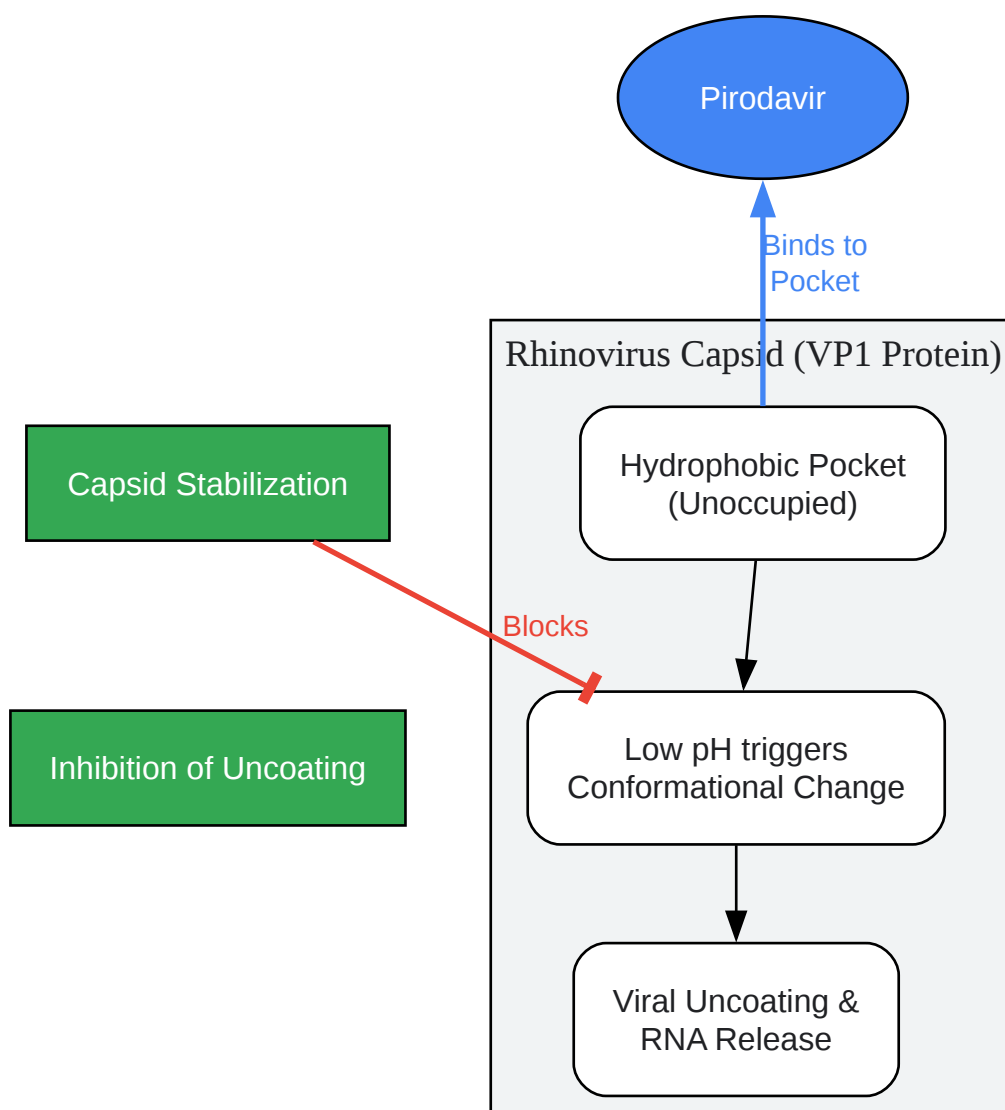 Pirodavir
Binds to
Pocket
Rhinovirus Capsid (VP1 Protein)
Hydrophobic Pocket
(Unoccupied)
Capsid Stabilization
Blocks
Low pH triggers
Conformational Change
Inhibition of Uncoating
Viral Uncoating &
RNA Release